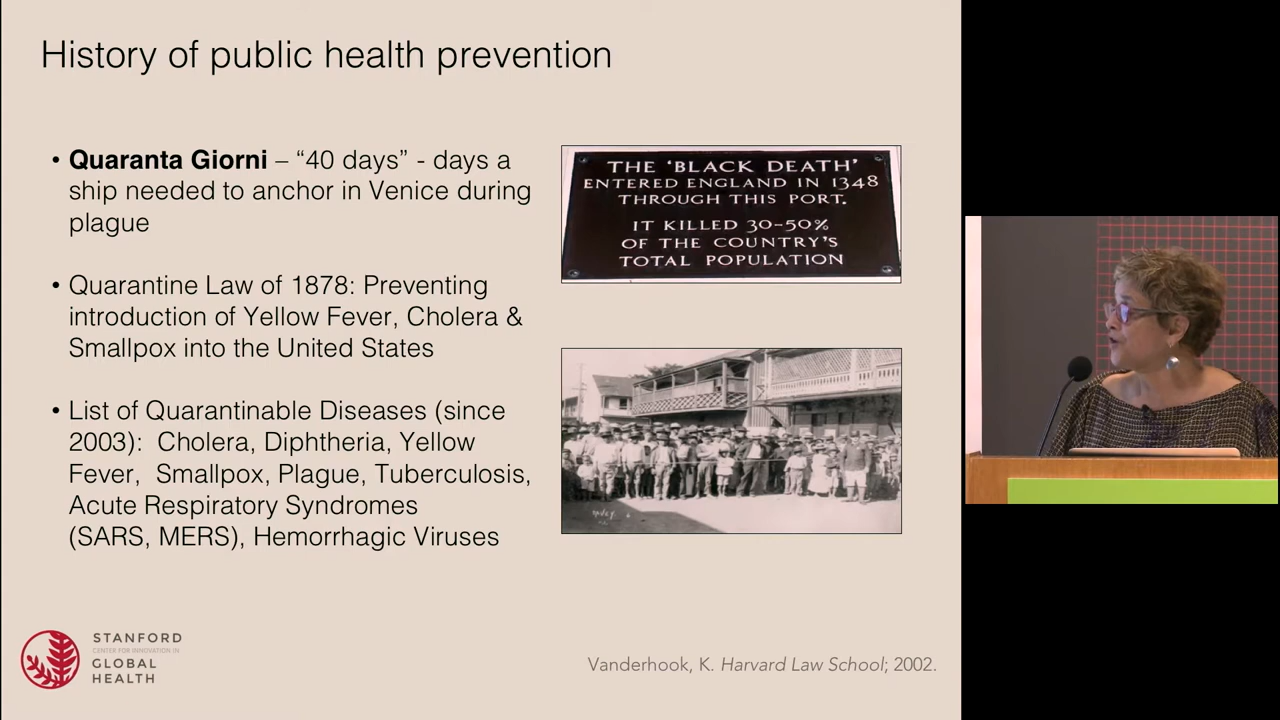 History of public health prevention
• Quaranta Giorni – “40 days” - days a
ship needed to anchor in Venice during
plague
• Quarantine Law of 1878: Preventing
introduction of Yellow Fever, Cholera &
Smallpox into the United States
• List of Quarantinable Diseases (since
2003): Cholera, Diphtheria, Yellow
Fever, Smallpox, Plague, Tuberculosis,
Acute Respiratory Syndromes
(SARS, MERS), Hemorrhagic Viruses
THE ‘BLACK DEATH’
ENTERED ENGLAND IN 1348
THROUGH THIS PORT.
IT KILLED 30-50%
OF THE COUNTRY’S
TOTAL POPULATION
STANFORD
CENTER FOR INNOVATION IN
GLOBAL
HEALTH
Vanderhook, K. Harvard Law School; 2002.